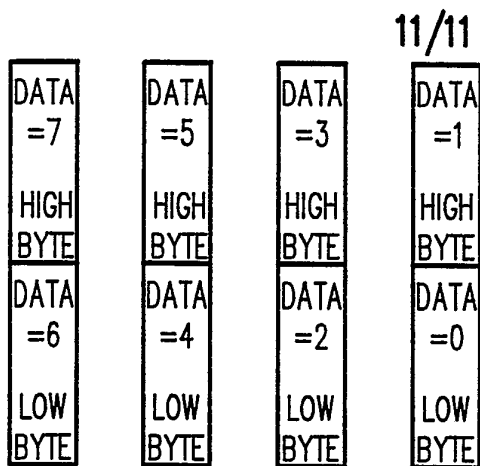 11/11
DATA DATA DATA DATA
=7 =5 =3 =1
HIGH HIGH HIGH HIGH
BYTE BYTE BYTE BYTE
DATA DATA DATA DATA
=6 =4 =2 =0
LOW LOW LOW LOW
BYTE BYTE BYTE BYTE